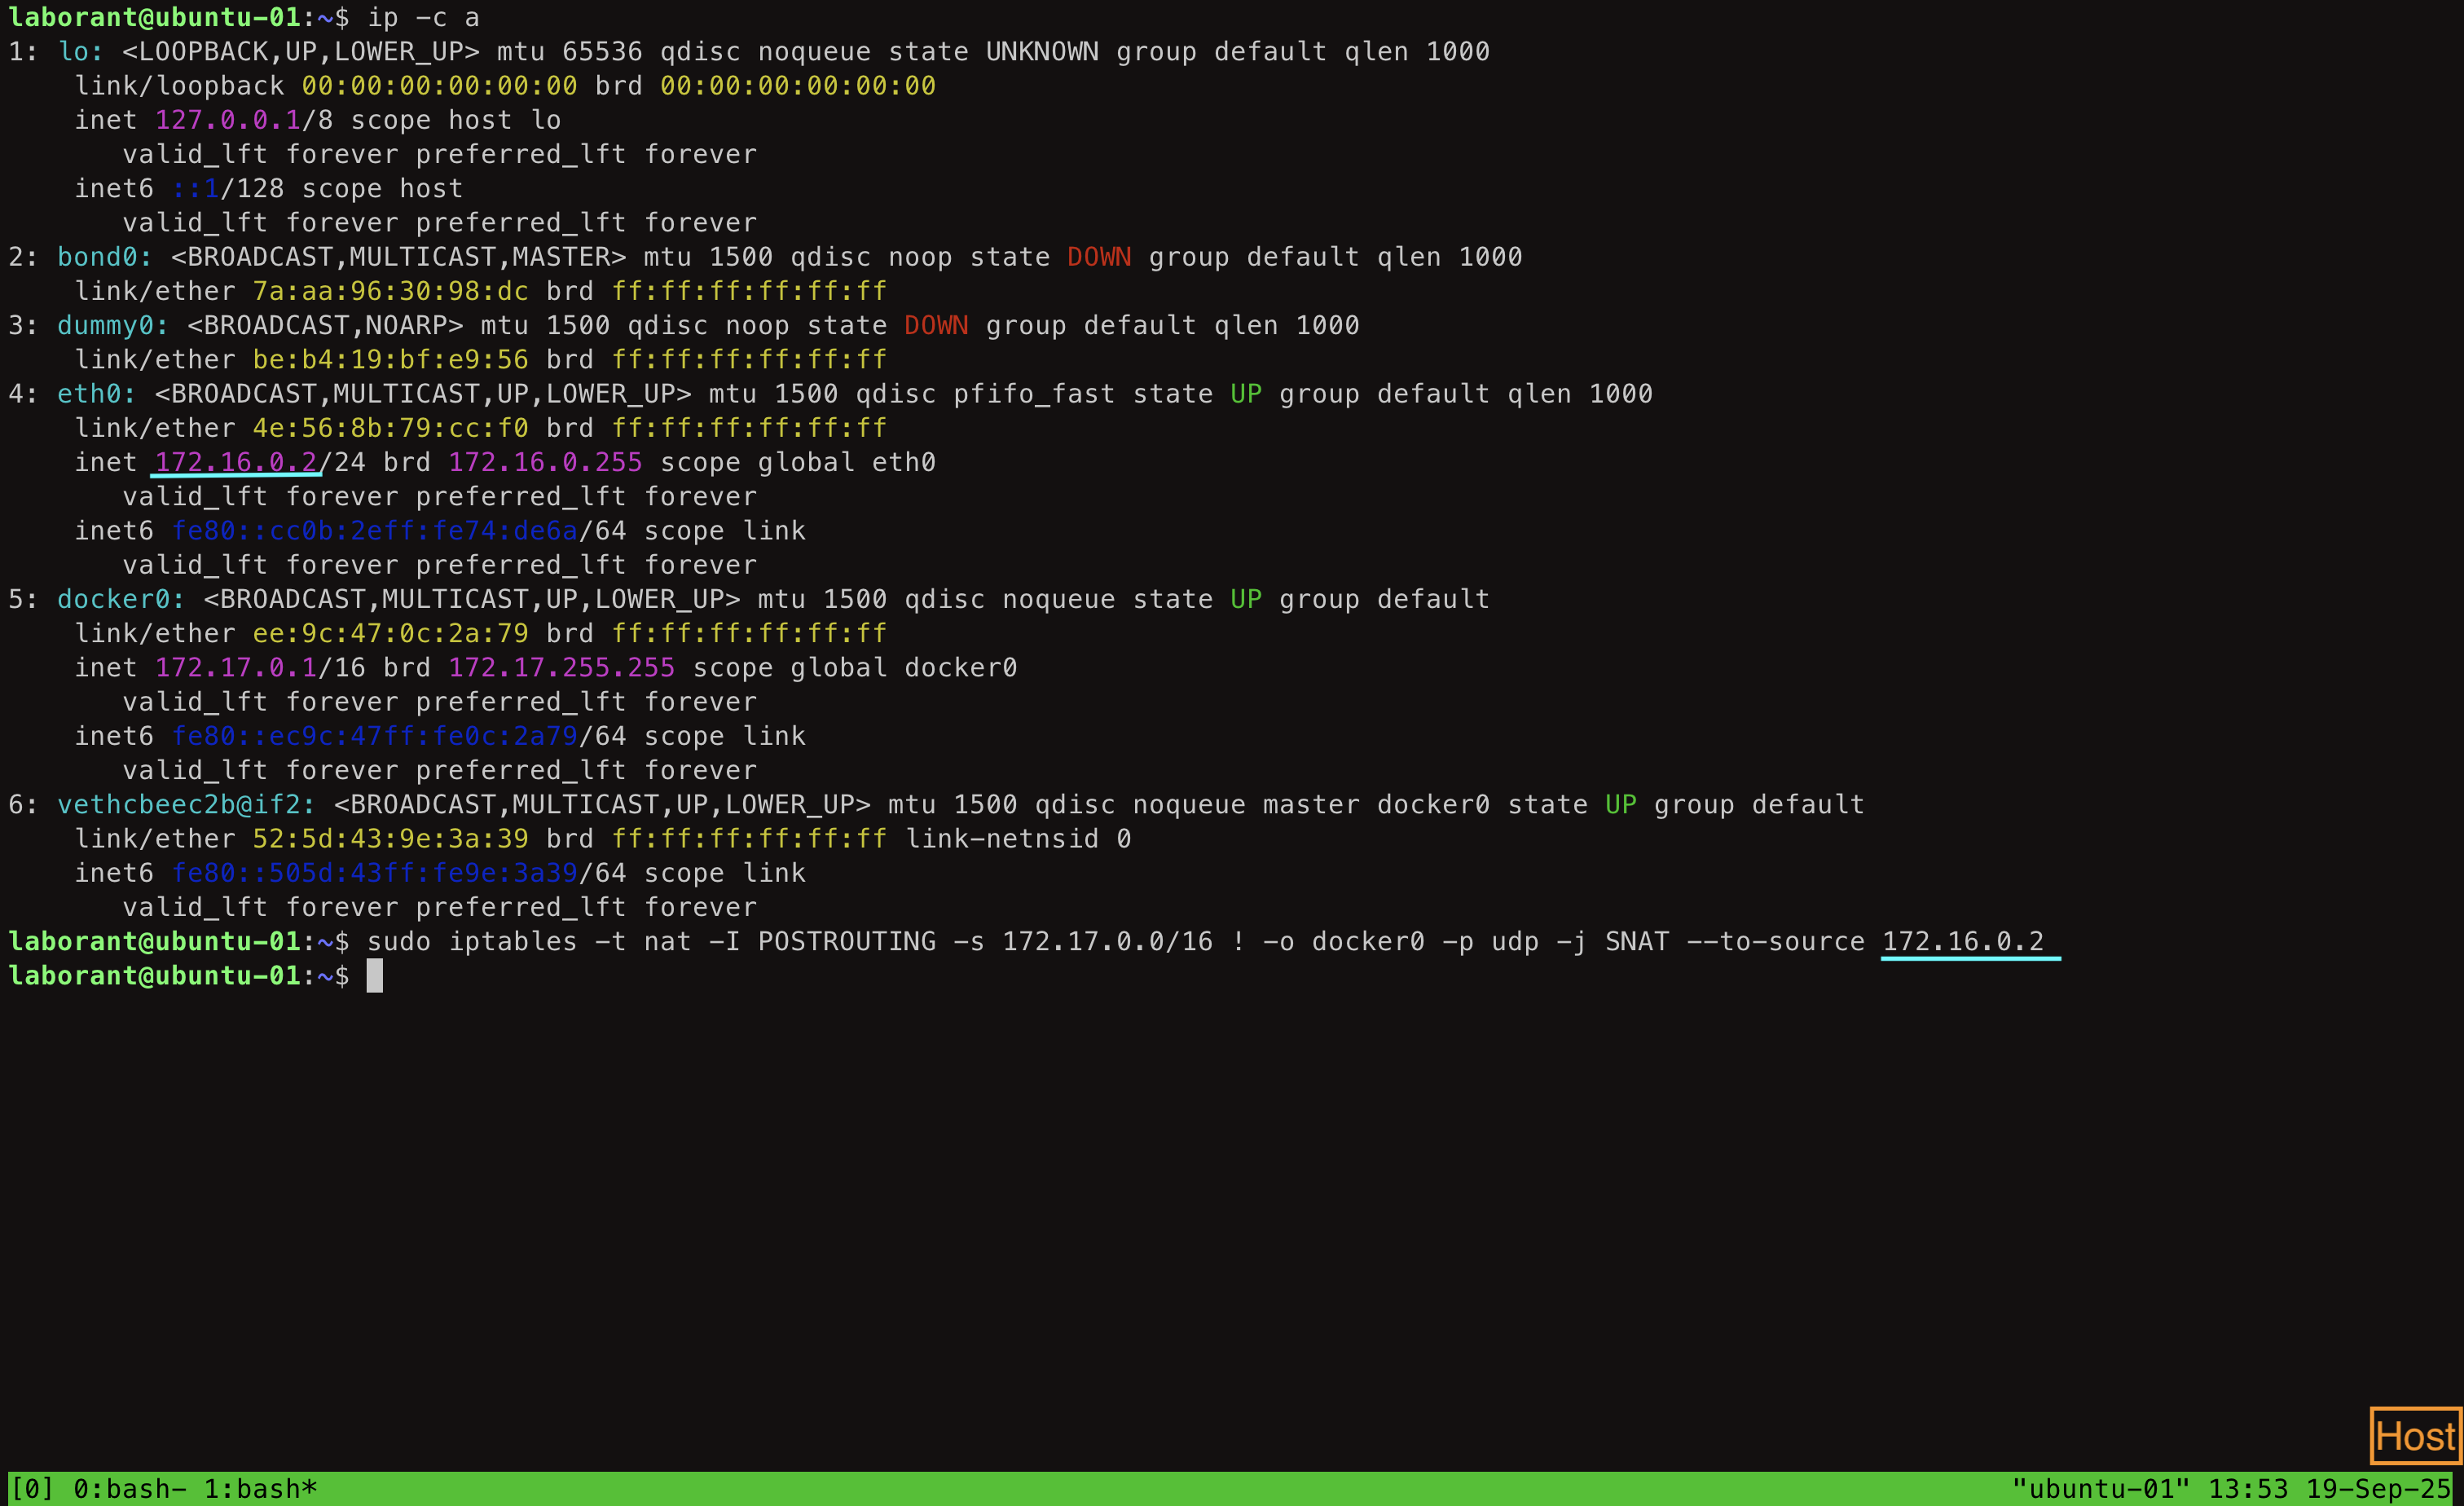 laborant@ubuntu-01:~$ ip -c a
1: lo: <LOOPBACK,UP,LOWER_UP> mtu 65536 qdisc noqueue state UNKNOWN group default qlen 1000
    link/loopback 00:00:00:00:00:00 brd 00:00:00:00:00:00
    inet 127.0.0.1/8 scope host lo
       valid_lft forever preferred_lft forever
    inet6 ::1/128 scope host
       valid_lft forever preferred_lft forever
2: bond0: <BROADCAST,MULTICAST,MASTER> mtu 1500 qdisc noop state DOWN group default qlen 1000
    link/ether 7a:aa:96:30:98:dc brd ff:ff:ff:ff:ff:ff
3: dummy0: <BROADCAST,NOARP> mtu 1500 qdisc noop state DOWN group default qlen 1000
    link/ether be:b4:19:bf:e9:56 brd ff:ff:ff:ff:ff:ff
4: eth0: <BROADCAST,MULTICAST,UP,LOWER_UP> mtu 1500 qdisc pfifo_fast state UP group default qlen 1000
    link/ether 4e:56:8b:79:cc:f0 brd ff:ff:ff:ff:ff:ff
    inet 172.16.0.2/24 brd 172.16.0.255 scope global eth0
       valid_lft forever preferred_lft forever
    inet6 fe80::cc0b:2eff:fe74:de6a/64 scope link
       valid_lft forever preferred_lft forever
5: docker0: <BROADCAST,MULTICAST,UP,LOWER_UP> mtu 1500 qdisc noqueue state UP group default
    link/ether ee:9c:47:0c:2a:79 brd ff:ff:ff:ff:ff:ff
    inet 172.17.0.1/16 brd 172.17.255.255 scope global docker0
       valid_lft forever preferred_lft forever
    inet6 fe80::ec9c:47ff:fe0c:2a79/64 scope link
       valid_lft forever preferred_lft forever
6: vethcbeec2b@if2: <BROADCAST,MULTICAST,UP,LOWER_UP> mtu 1500 qdisc noqueue master docker0 state UP group default
    link/ether 52:5d:43:9e:3a:39 brd ff:ff:ff:ff:ff:ff link-netnsid 0
    inet6 fe80::505d:43ff:fe9e:3a39/64 scope link
       valid_lft forever preferred_lft forever
laborant@ubuntu-01:~$ sudo iptables -t nat -I POSTROUTING -s 172.17.0.0/16 ! -o docker0 -p udp -j SNAT --to-source 172.16.0.2
laborant@ubuntu-01:~$
Host
[0] 0:bash- 1:bash* "ubuntu-01" 13:53 19-Sep-25